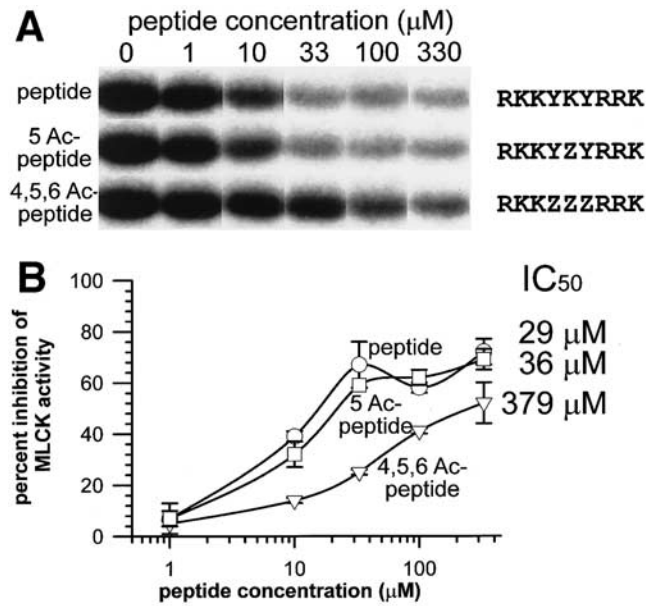 A
peptide concentration (μM)
0 1 10 33 100 330
peptide RKKYKYRRK
5 Ac-
peptide RKKYZYRRK
4,5,6 Ac-
peptide RKKZZZRRK
B
IC50
percent inhibition of
MLCK activity
100
80
60
40
20
0
peptide
5 Ac-
peptide
4,5,6 Ac-
peptide
29 μM
36 μM
379 μM
1 10 100
peptide concentration (μM)